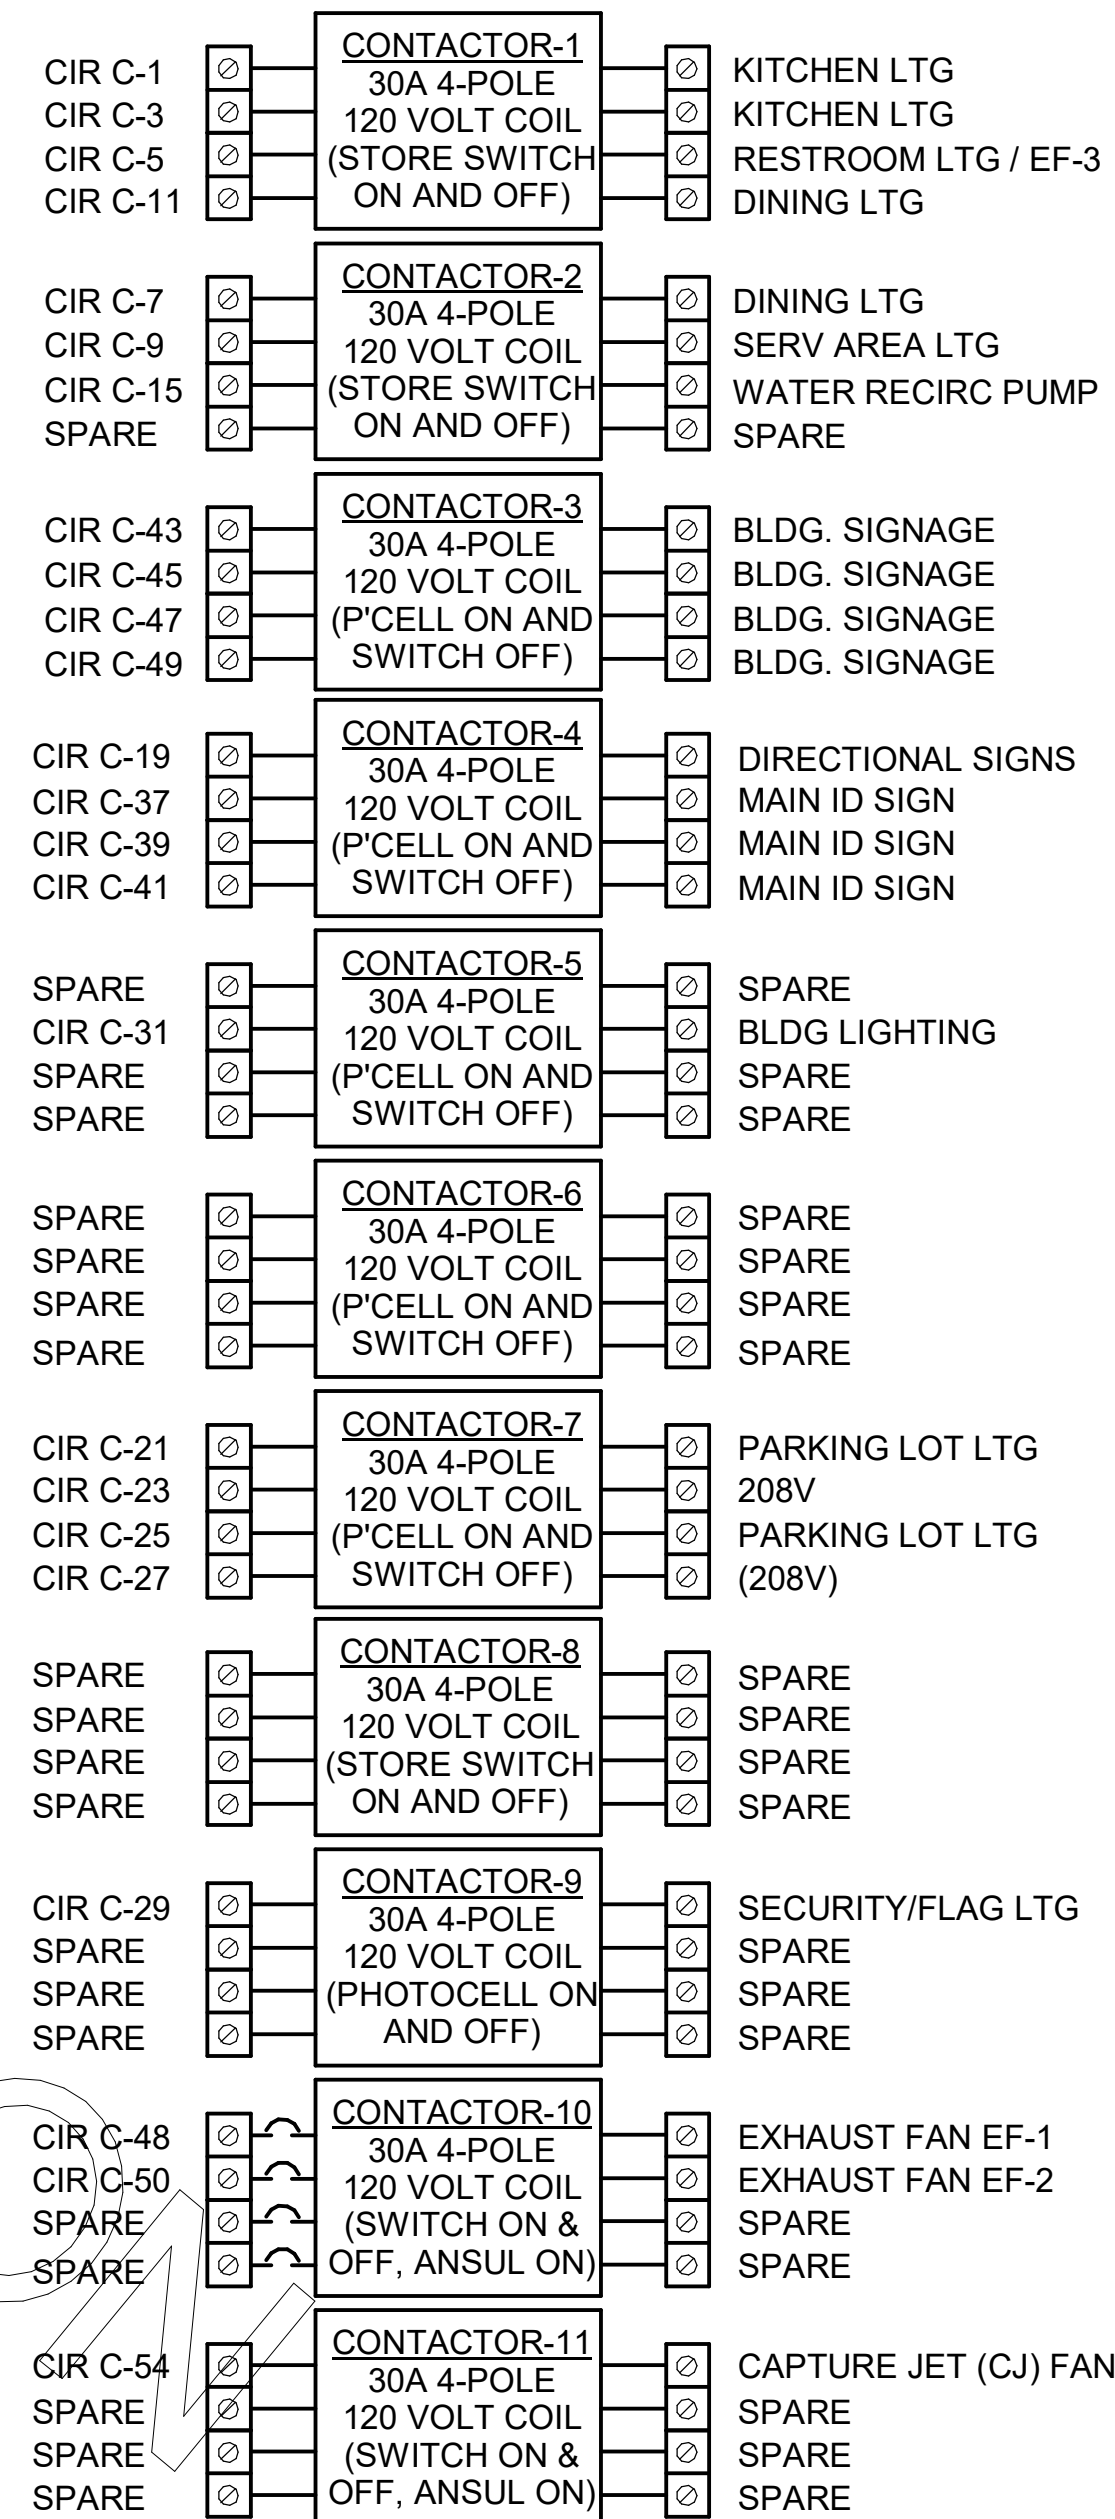 CONTACTOR-1
30A 4-POLE
120 VOLT COIL
(STORE SWITCH
ON AND OFF)
CIR C-1
CIR C-3
CIR C-5
CIR C-11
KITCHEN LTG
KITCHEN LTG
RESTROOM LTG / EF-3
DINING LTG
CONTACTOR-2
30A 4-POLE
120 VOLT COIL
(STORE SWITCH
ON AND OFF)
CIR C-7
CIR C-9
CIR C-15
SPARE
DINING LTG
SERV AREA LTG
WATER RECIRC PUMP
SPARE
CONTACTOR-3
30A 4-POLE
120 VOLT COIL
(P'CELL ON AND
SWITCH OFF)
CIR C-43
CIR C-45
CIR C-47
CIR C-49
BLDG. SIGNAGE
BLDG. SIGNAGE
BLDG. SIGNAGE
BLDG. SIGNAGE
CONTACTOR-4
30A 4-POLE
120 VOLT COIL
(P'CELL ON AND
SWITCH OFF)
CIR C-19
CIR C-37
CIR C-39
CIR C-41
DIRECTIONAL SIGNS
MAIN ID SIGN
MAIN ID SIGN
MAIN ID SIGN
CONTACTOR-5
30A 4-POLE
120 VOLT COIL
(P'CELL ON AND
SWITCH OFF)
SPARE
CIR C-31
SPARE
SPARE
SPARE
BLDG LIGHTING
SPARE
SPARE
CONTACTOR-6
30A 4-POLE
120 VOLT COIL
(P'CELL ON AND
SWITCH OFF)
SPARE
SPARE
SPARE
SPARE
SPARE
SPARE
SPARE
SPARE
CONTACTOR-7
30A 4-POLE
120 VOLT COIL
(P'CELL ON AND
SWITCH OFF)
CIR C-21
CIR C-23
CIR C-25
CIR C-27
PARKING LOT LTG
208V
PARKING LOT LTG
(208V)
CONTACTOR-8
30A 4-POLE
120 VOLT COIL
(STORE SWITCH
ON AND OFF)
SPARE
SPARE
SPARE
SPARE
SPARE
SPARE
SPARE
SPARE
CONTACTOR-9
30A 4-POLE
120 VOLT COIL
(PHOTOCELL ON
AND OFF)
CIR C-29
SPARE
SPARE
SPARE
SECURITY/FLAG LTG
SPARE
SPARE
SPARE
CONTACTOR-10
30A 4-POLE
120 VOLT COIL
(SWITCH ON &
OFF, ANSUL ON)
CIR C-48
CIR C-50
SPARE
SPARE
EXHAUST FAN EF-1
EXHAUST FAN EF-2
SPARE
SPARE
CONTACTOR-11
30A 4-POLE
120 VOLT COIL
(SWITCH ON &
OFF, ANSUL ON)
CIR C-54
SPARE
SPARE
SPARE
CAPTURE JET (CJ) FAN
SPARE
SPARE
SPARE